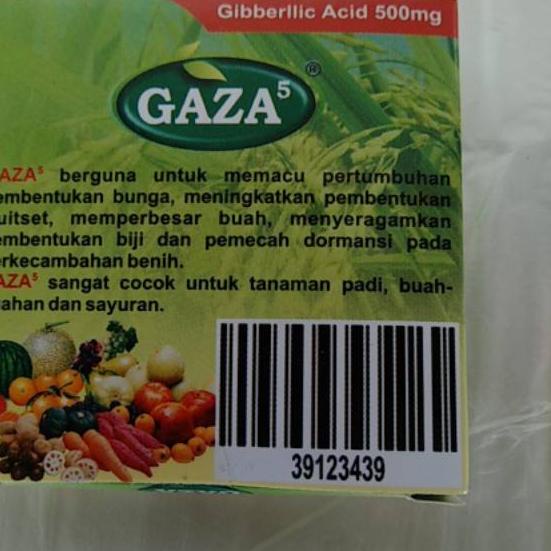 Gibberllic Acid 500mg
GAZA⁵ ®
AZA⁵ berguna untuk memacu pertumbuhan
embentukan bunga, meningkatkan pembentukan
uitset, memperbesar buah, menyeragamkan
embentukan biji dan pemecah dormansi pada
erkecambahan benih.
AZA⁵ sangat cocok untuk tanaman padi, buah-
ahan dan sayuran.
39123439